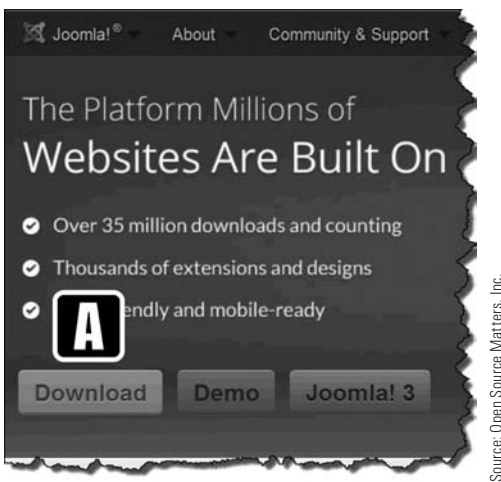 Joomla!® About Community & Support
The Platform Millions of
Websites Are Built On
Over 35 million downloads and counting
Thousands of extensions and designs
A endly and mobile-ready
Download Demo Joomla! 3
Source: Open Source Matters, Inc.